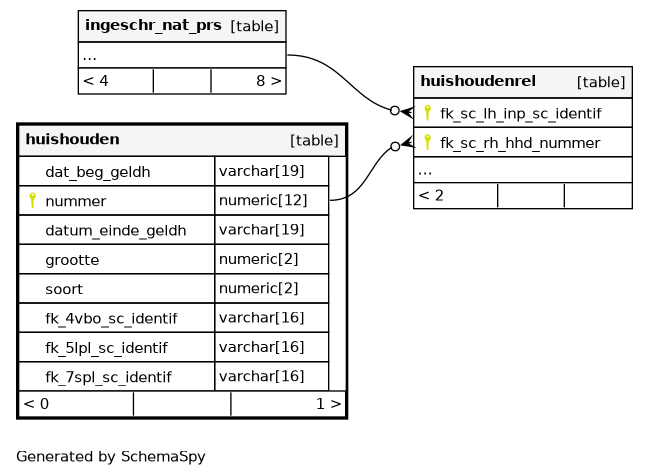 ingeschr_nat_prs [table]
...
< 4 8 >
huishoudenrel [table]
fk_sc_lh_inp_sc_identif
fk_sc_rh_hhd_nummer
...
< 2
huishouden [table]
dat_beg_geldh varchar[19]
nummer numeric[12]
datum_einde_geldh varchar[19]
grootte numeric[2]
soort numeric[2]
fk_4vbo_sc_identif varchar[16]
fk_5lpl_sc_identif varchar[16]
fk_7spl_sc_identif varchar[16]
< 0 1 >
Generated by SchemaSpy